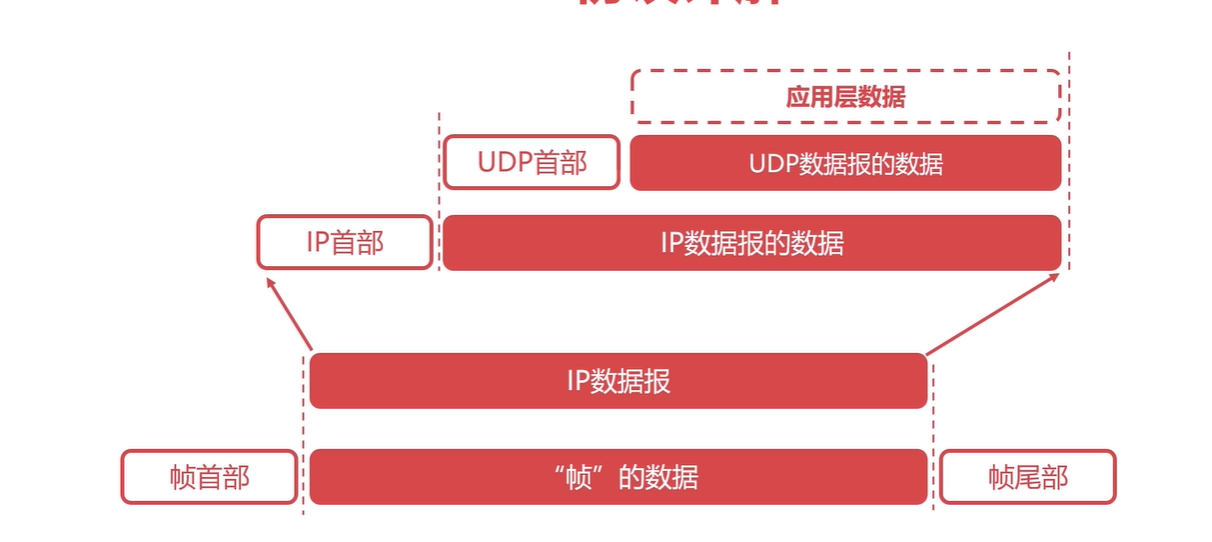 应用层数据
UDP首部 UDP数据报的数据
IP首部 IP数据报的数据
IP数据报
帧首部 “帧”的数据 帧尾部